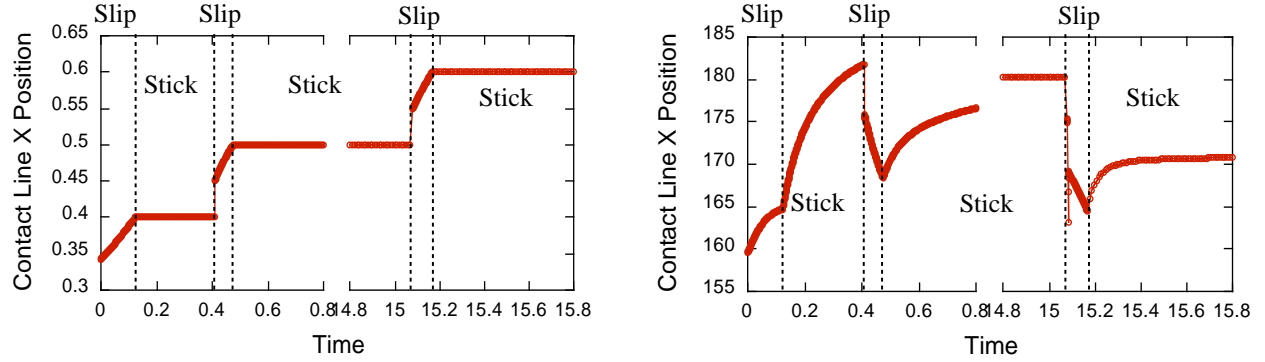 Slip Slip Slip
0.65
0.6
0.55
0.5
0.45
0.4
0.35
0.3
Contact Line X Position
Stick Stick Stick
0 0.2 0.4 0.6 0.8 14.8 15 15.2 15.4 15.6 15.8
Time
Slip Slip Slip
185
180
175
170
165
160
155
Contact Line X Position
Stick Stick Stick
0 0.2 0.4 0.6 0.8 14.8 15 15.2 15.4 15.6 15.8
Time